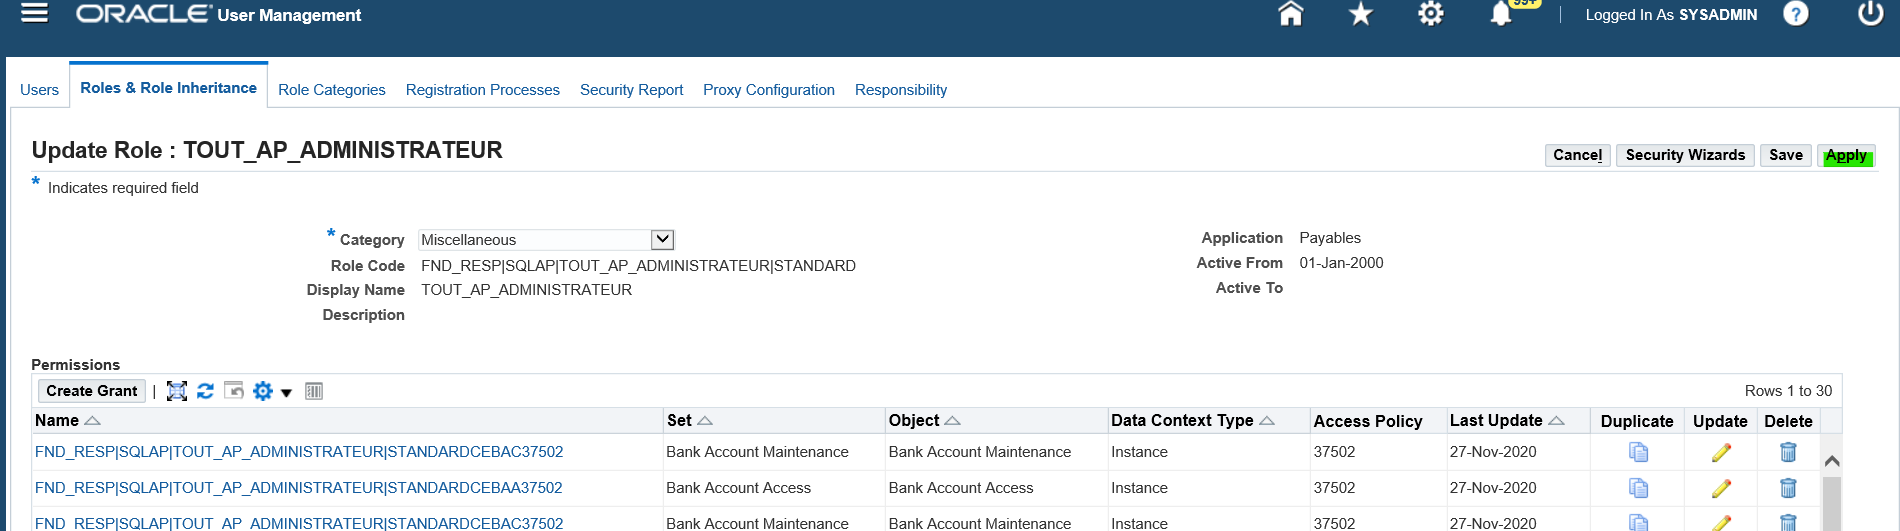 ORACLE User Management
99+
Logged In As SYSADMIN
?
Users
Roles & Role Inheritance
Role Categories
Registration Processes
Security Report
Proxy Configuration
Responsibility
Update Role : TOUT_AP_ADMINISTRATEUR
Cancel
Security Wizards
Save
Apply
* Indicates required field
* Category Miscellaneous
Role Code FND_RESP|SQLAP|TOUT_AP_ADMINISTRATEUR|STANDARD
Display Name TOUT_AP_ADMINISTRATEUR
Description
Application Payables
Active From 01-Jan-2000
Active To
Permissions
Create Grant |
Rows 1 to 30
Name Set Object Data Context Type Access Policy Last Update Duplicate Update Delete
FND_RESP|SQLAP|TOUT_AP_ADMINISTRATEUR|STANDARDCEBAC37502 Bank Account Maintenance Bank Account Maintenance Instance 37502 27-Nov-2020
FND_RESP|SQLAP|TOUT_AP_ADMINISTRATEUR|STANDARDCEBAA37502 Bank Account Access Bank Account Access Instance 37502 27-Nov-2020
FND_RESP|SQLAP|TOUT_AP_ADMINISTRATEUR|STANDARDCEBAC37502 Bank Account Maintenance Bank Account Maintenance Instance 37502 27-Nov-2020